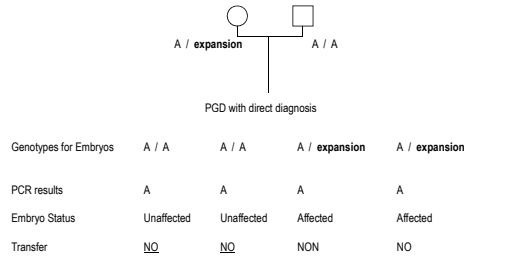 A / expansion A / A
PGD with direct diagnosis
Genotypes for Embryos A / A A / A A / expansion A / expansion
PCR results A A A A
Embryo Status Unaffected Unaffected Affected Affected
Transfer NO NO NON NO